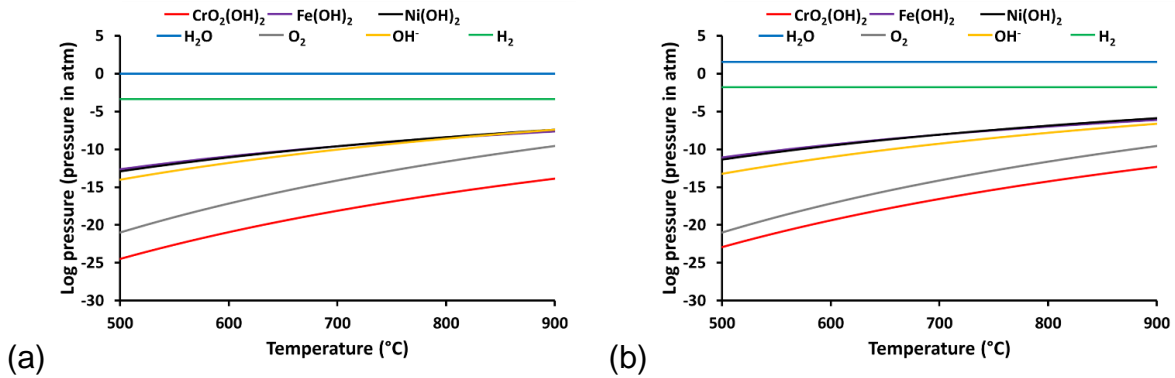 CrO₂(OH)₂ Fe(OH)₂ Ni(OH)₂
H₂O O₂ OH⁻ H₂
5
0
-5
-10
-15
-20
-25
-30
Log pressure (pressure in atm)
500 600 700 800 900
Temperature (°C)
(a)
CrO₂(OH)₂ Fe(OH)₂ Ni(OH)₂
H₂O O₂ OH⁻ H₂
5
0
-5
-10
-15
-20
-25
-30
Log pressure (pressure in atm)
500 600 700 800 900
Temperature (°C)
(b)